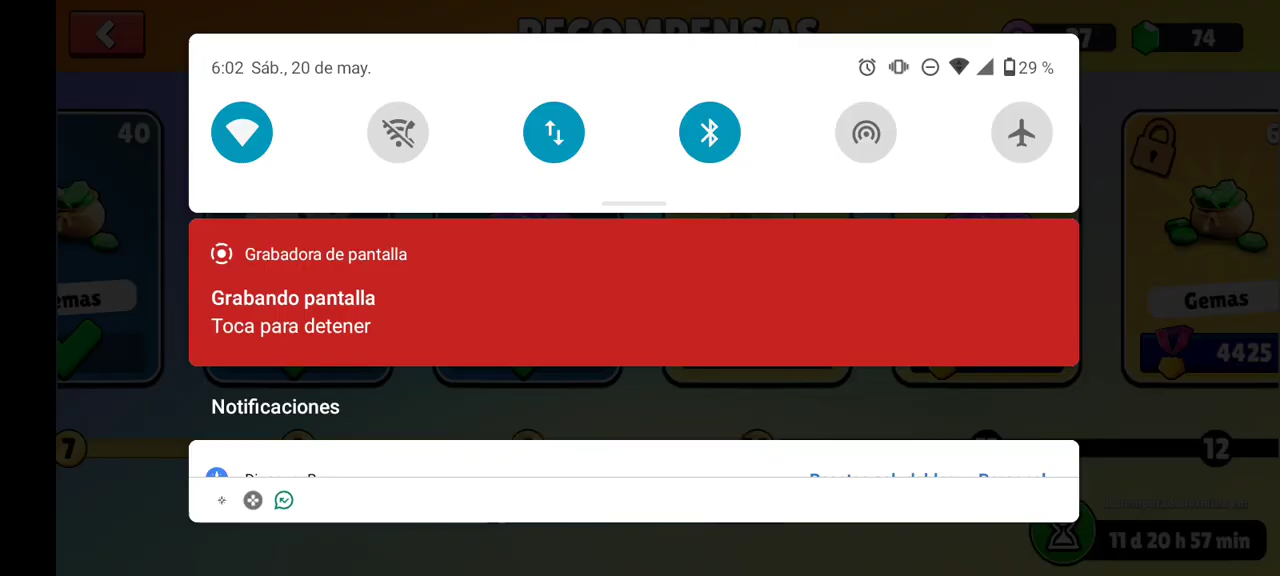 RECOMPENSAS
74
6:02 Sáb., 20 de may.
29 %
40
Grabadora de pantalla
Grabando pantalla
Toca para detener
Gemas
4425
Notificaciones
7
12
11 d 20 h 57 min